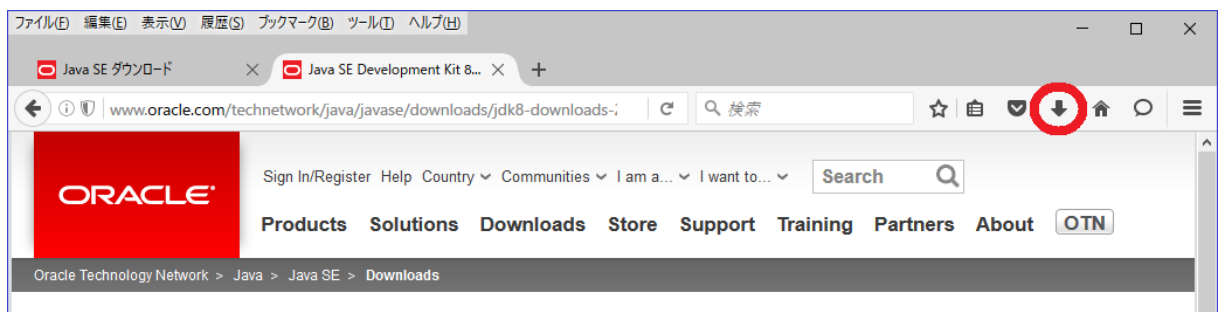 ファイル(F) 編集(E) 表示(V) 履歴(S) ブックマーク(B) ツール(T) ヘルプ(H)
Java SE ダウンロード Java SE Development Kit 8...
www.oracle.com/technetwork/java/javase/downloads/jdk8-downloads-2 検索
Sign In/Register Help Country Communities I am a... I want to... Search
ORACLE®
Products Solutions Downloads Store Support Training Partners About OTN
Oracle Technology Network > Java > Java SE > Downloads